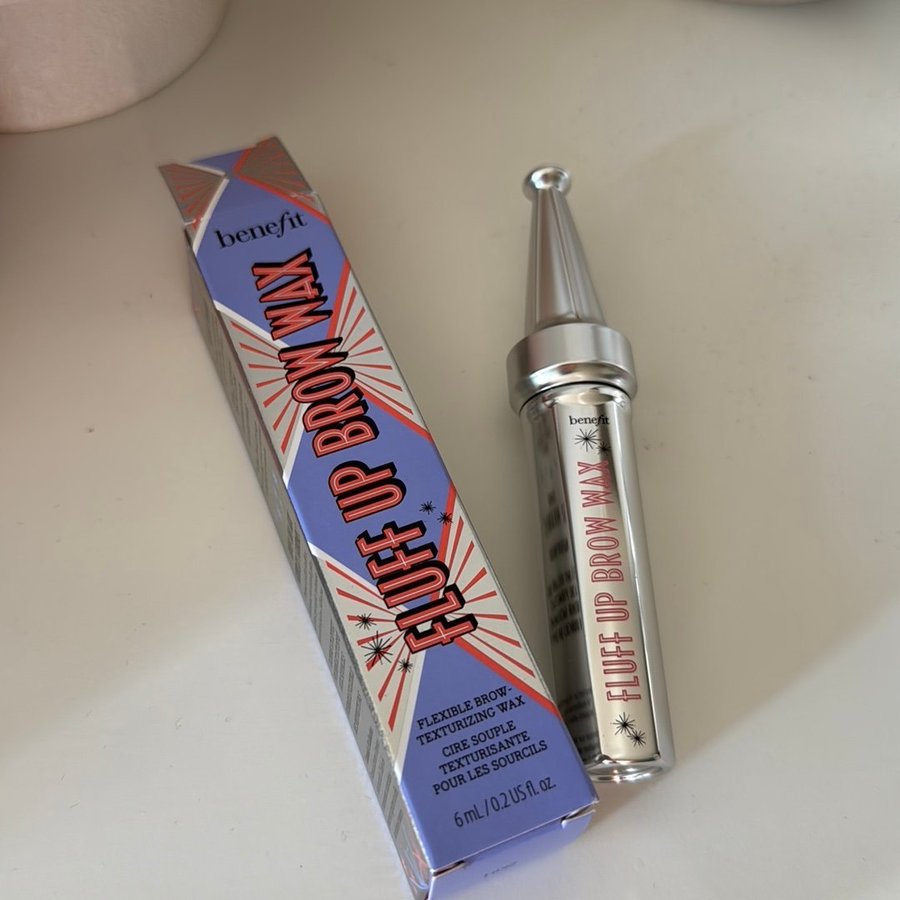 benefit
FLUFF UP BROW WAX
FLEXIBLE BROW-
TEXTURIZING WAX
CIRE SOUPLE
TEXTURISANTE
POUR LES SOURCILS
6 mL / 0.2 US fl. oz.
benefit
FLUFF UP BROW WAX